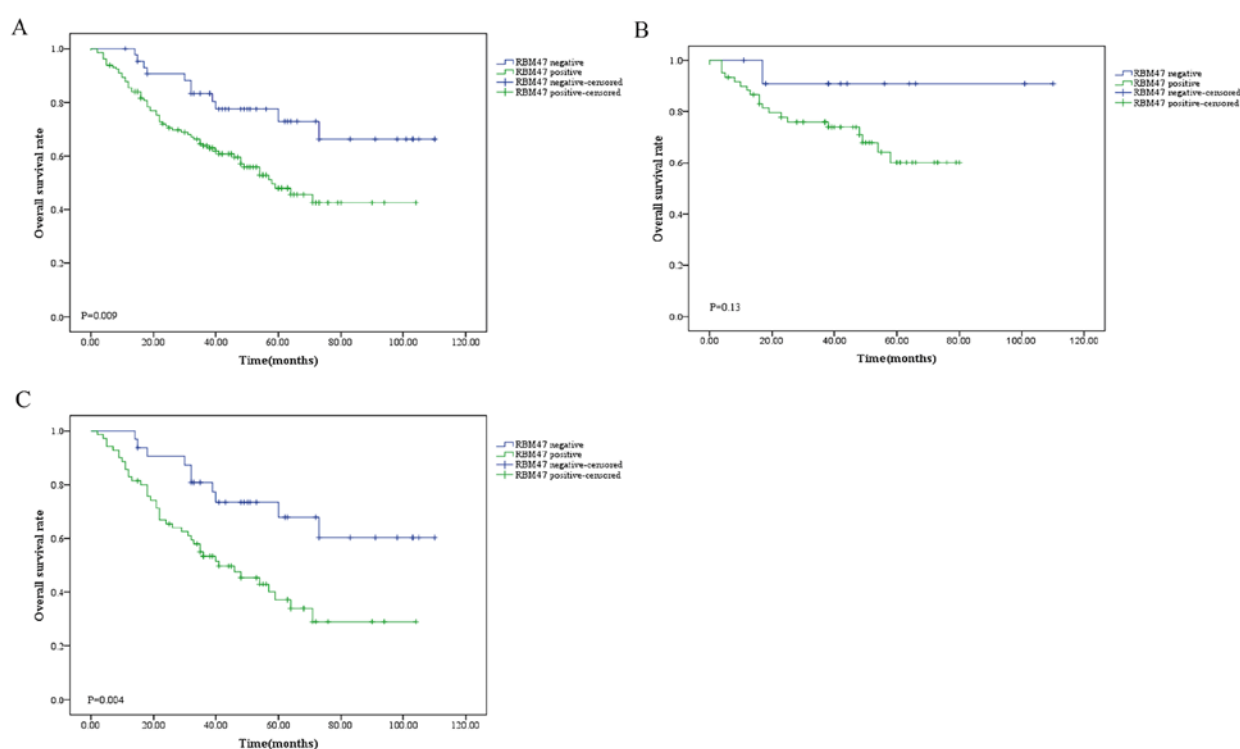 A
Overall survival rate
1.0
0.8
0.6
0.4
0.2
0.0
P=0.009
0.00 20.00 40.00 60.00 80.00 100.00 120.00
Time(months)
RBM47 negative
RBM47 positive
RBM47 negative-censored
RBM47 positive-censored
B
Overall survival rate
1.0
0.8
0.6
0.4
0.2
0.0
P=0.13
0.00 20.00 40.00 60.00 80.00 100.00 120.00
Time(months)
RBM47 negative
RBM47 positive
RBM47 negative-censored
RBM47 positive-censored
C
Overall survival rate
1.0
0.8
0.6
0.4
0.2
0.0
P=0.004
0.00 20.00 40.00 60.00 80.00 100.00 120.00
Time(months)
RBM47 negative
RBM47 positive
RBM47 negative-censored
RBM47 positive-censored